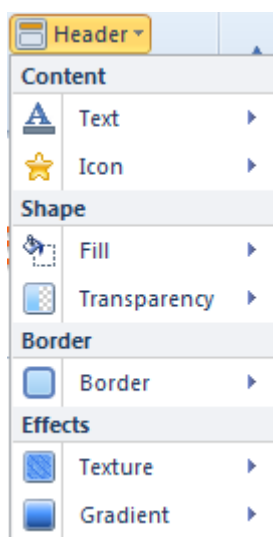 Header
Content
Text
Icon
Shape
Fill
Transparency
Border
Border
Effects
Texture
Gradient